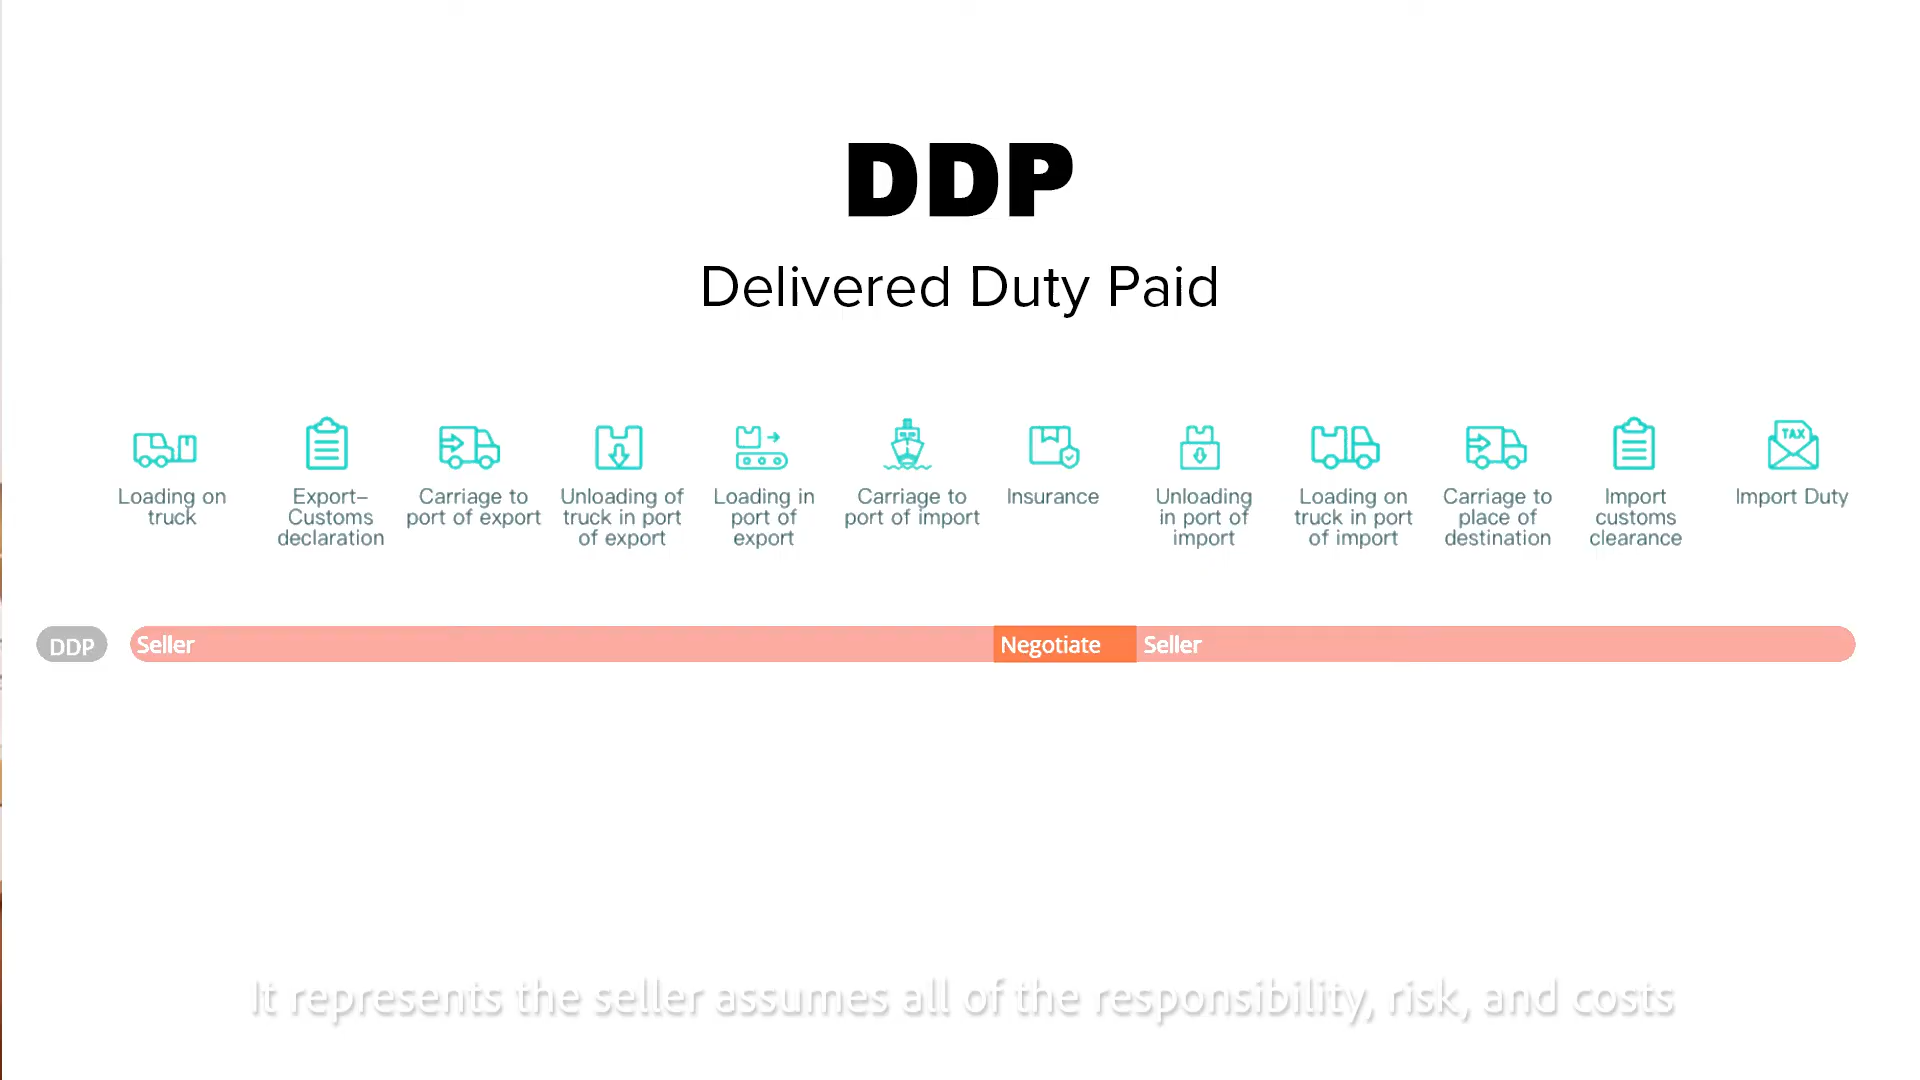 DDP
Delivered Duty Paid
TAX
Loading on
truck
Export-
Customs
declaration
Carriage to
port of export
Unloading of
truck in port
of export
Loading in
port of
export
Carriage to
port of import
Insurance
Unloading
in port of
import
Loading on
truck in port
of import
Carriage to
place of
destination
Import
customs
clearance
Import Duty
DDP
Seller
Negotiate
Seller
It represents the seller assumes all of the responsibility, risk, and costs